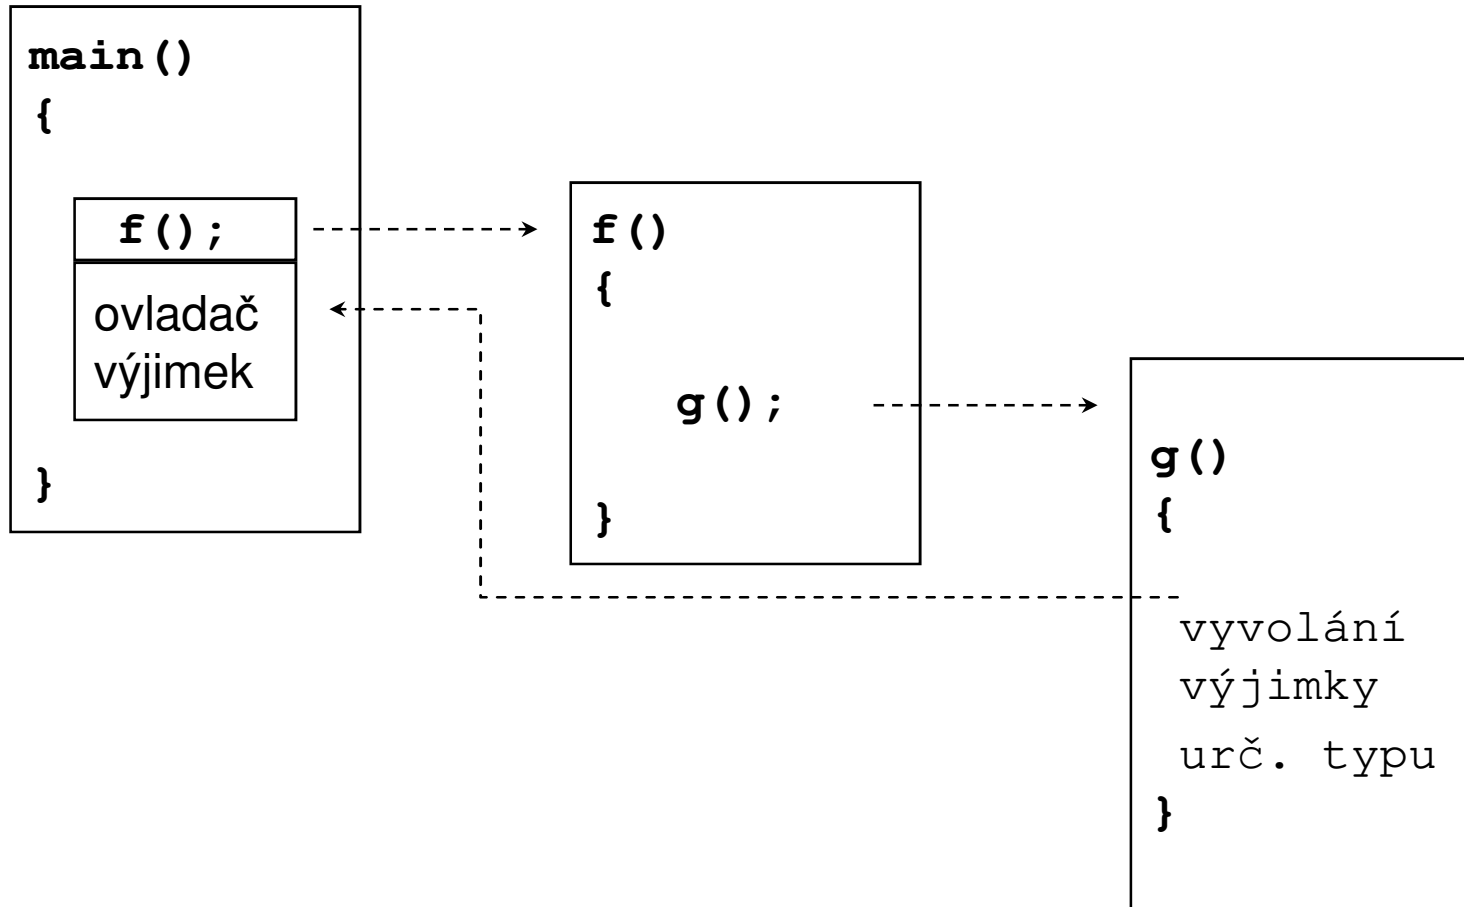 main()
{
f();
ovladač
výjimek
}
f()
{
g();
}
g()
{
vyvolání
výjimky
urč. typu
}